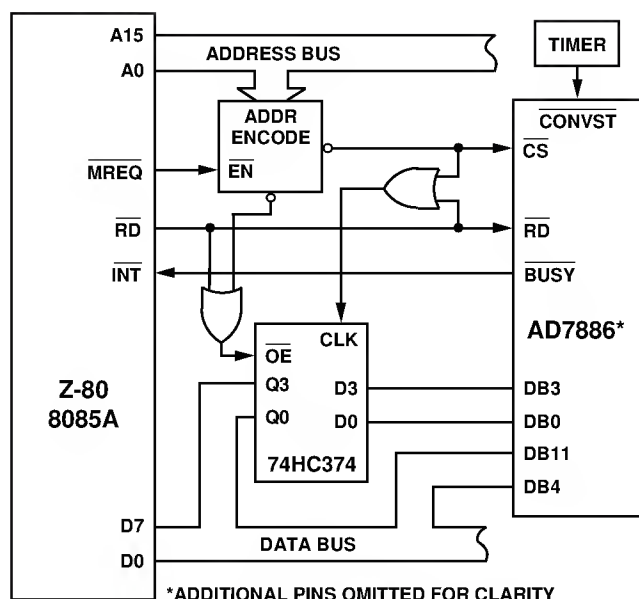 A15
ADDRESS BUS
A0
TIMER
ADDR
ENCODE
CONVST
MREQ
EN
CS
RD
RD
INT
BUSY
AD7886*
CLK
OE
Z-80
8085A
Q3
D3
DB3
Q0
D0
DB0
74HC374
DB11
DB4
D7
DATA BUS
D0
*ADDITIONAL PINS OMITTED FOR CLARITY